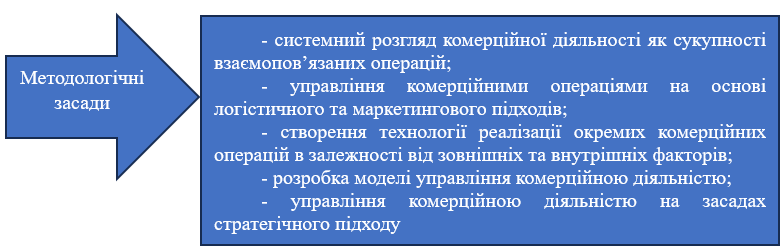 Методологічні
засади
- системний розгляд комерційної діяльності як сукупності
взаємопов’язаних операцій;
- управління комерційними операціями на основі
логістичного та маркетингового підходів;
- створення технології реалізації окремих комерційних
операцій в залежності від зовнішніх та внутрішніх факторів;
- розробка моделі управління комерційною діяльністю;
- управління комерційною діяльністю на засадах
стратегічного підходу